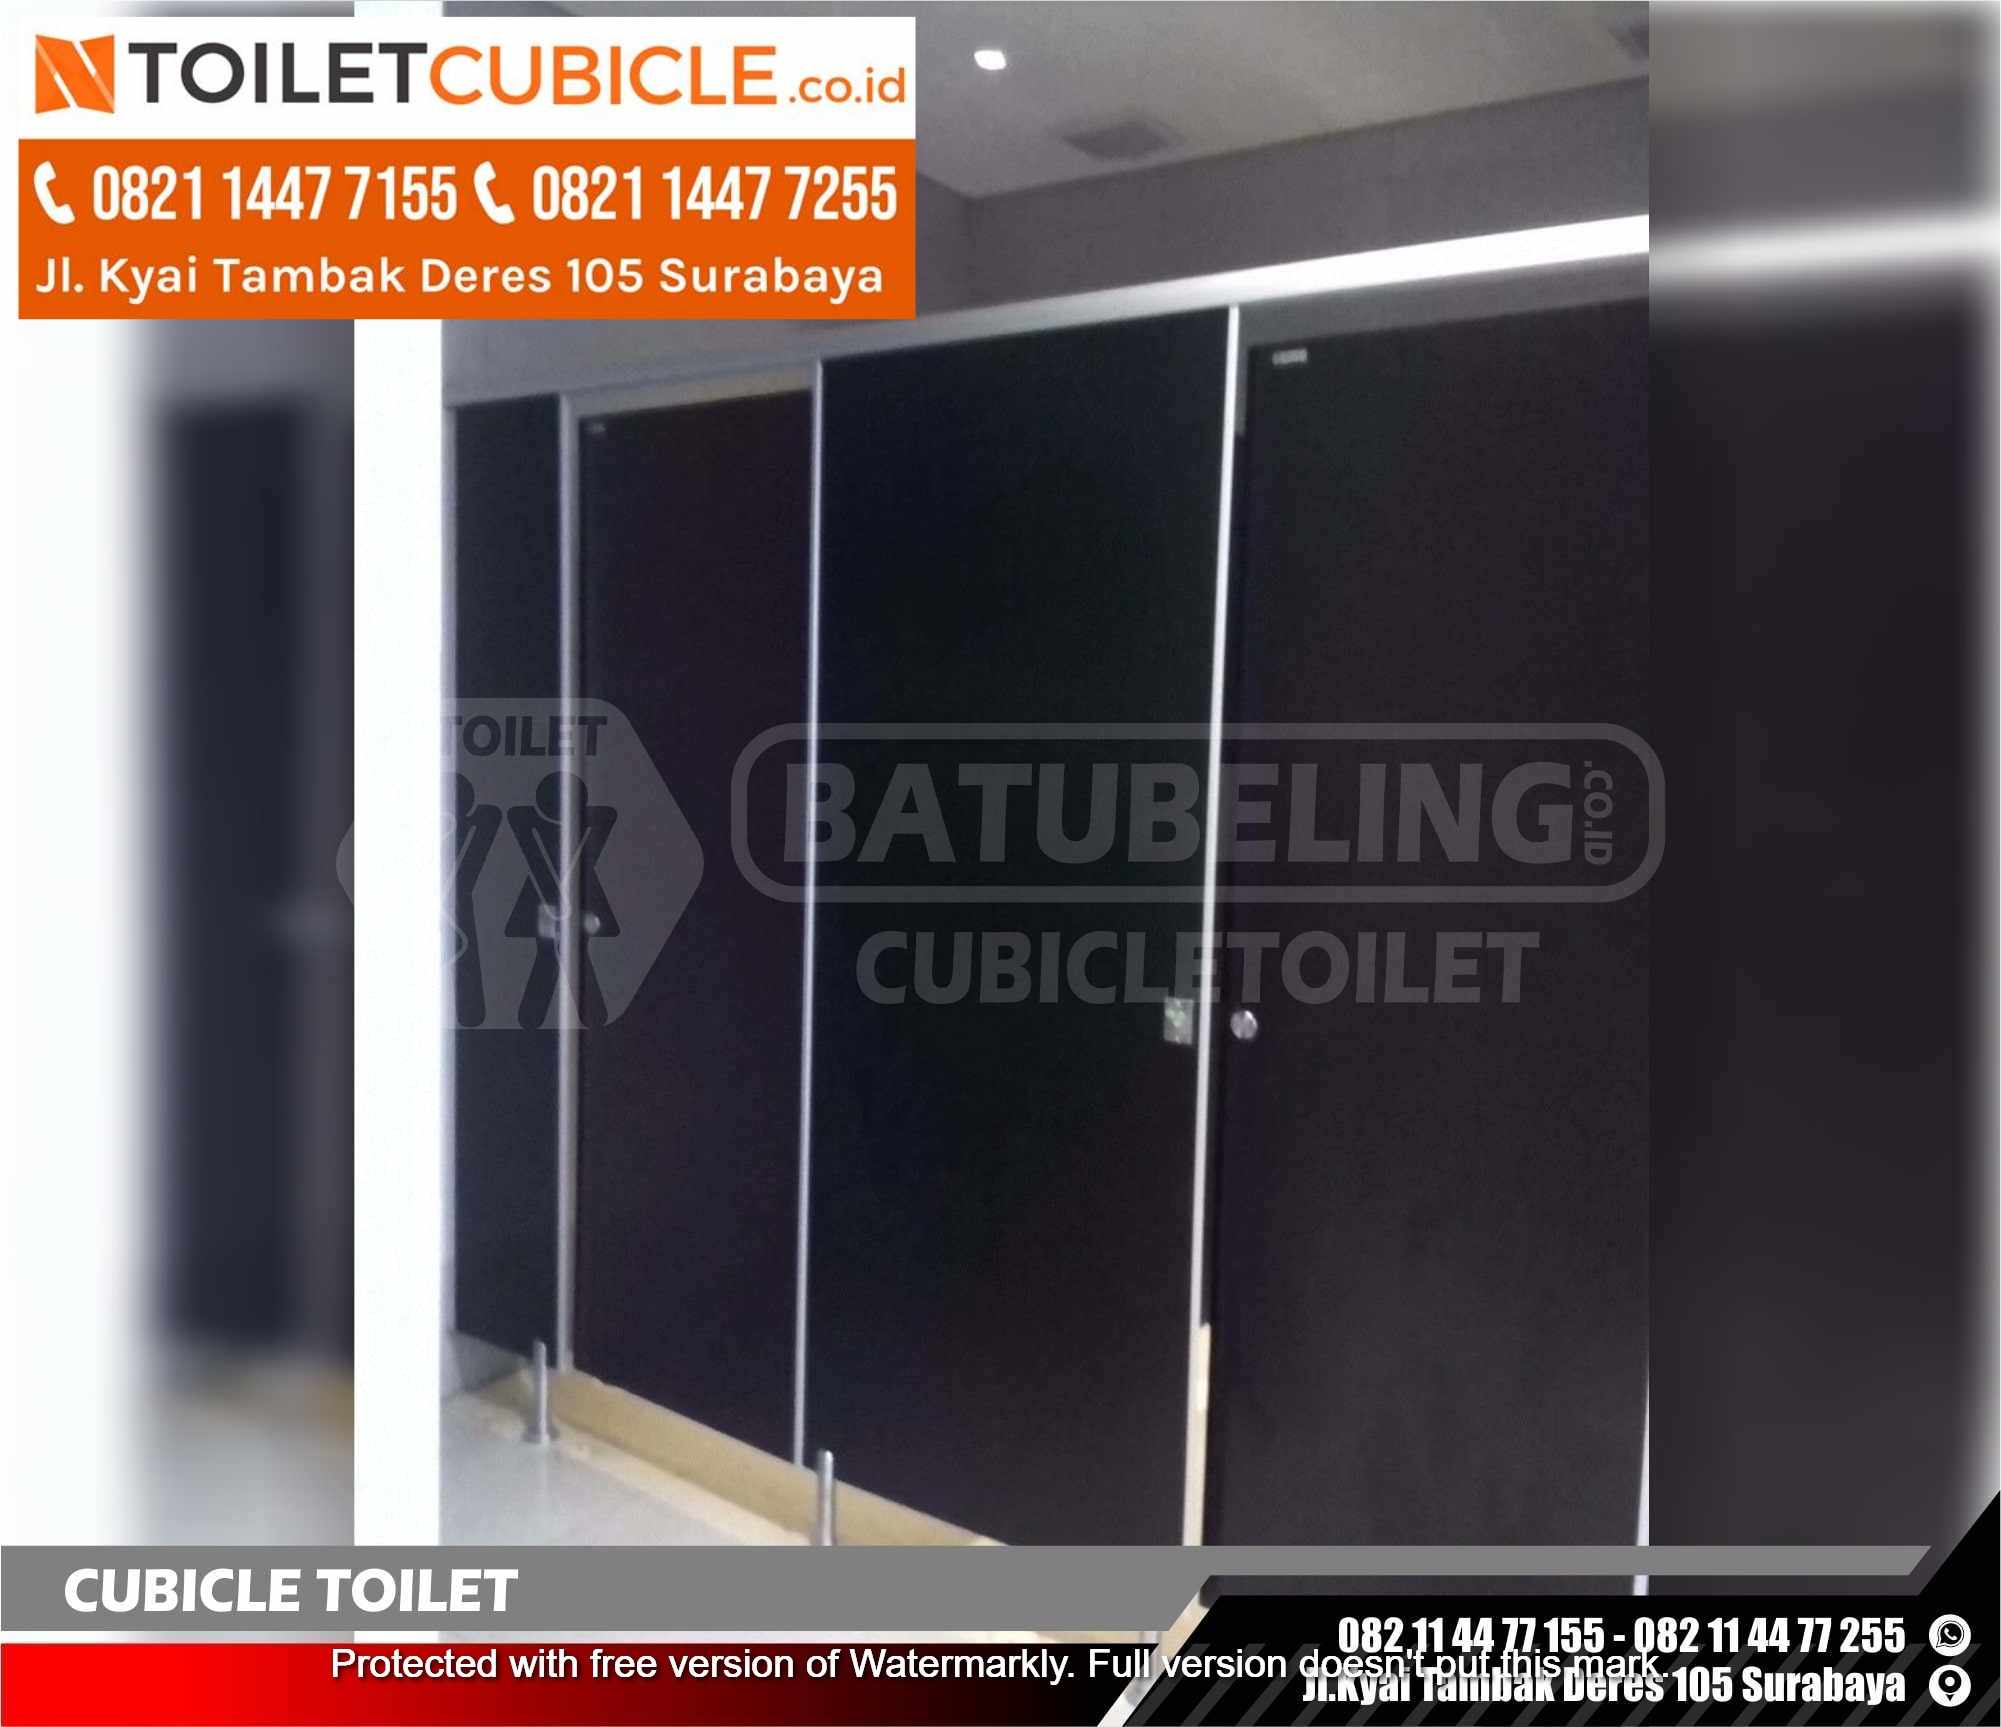 TOILETCUBICLE.co.id
0821 1447 7155 0821 1447 7255
Jl. Kyai Tambak Deres 105 Surabaya
TOILET
BATUBELING.CO.ID
CUBICLETOILET
CUBICLE TOILET
082 11 44 77 155 - 082 11 44 77 255
Protected with free version of Watermarkly. Full version doesn't put this mark.
Jl.Kyai Tambak Deres 105 Surabaya